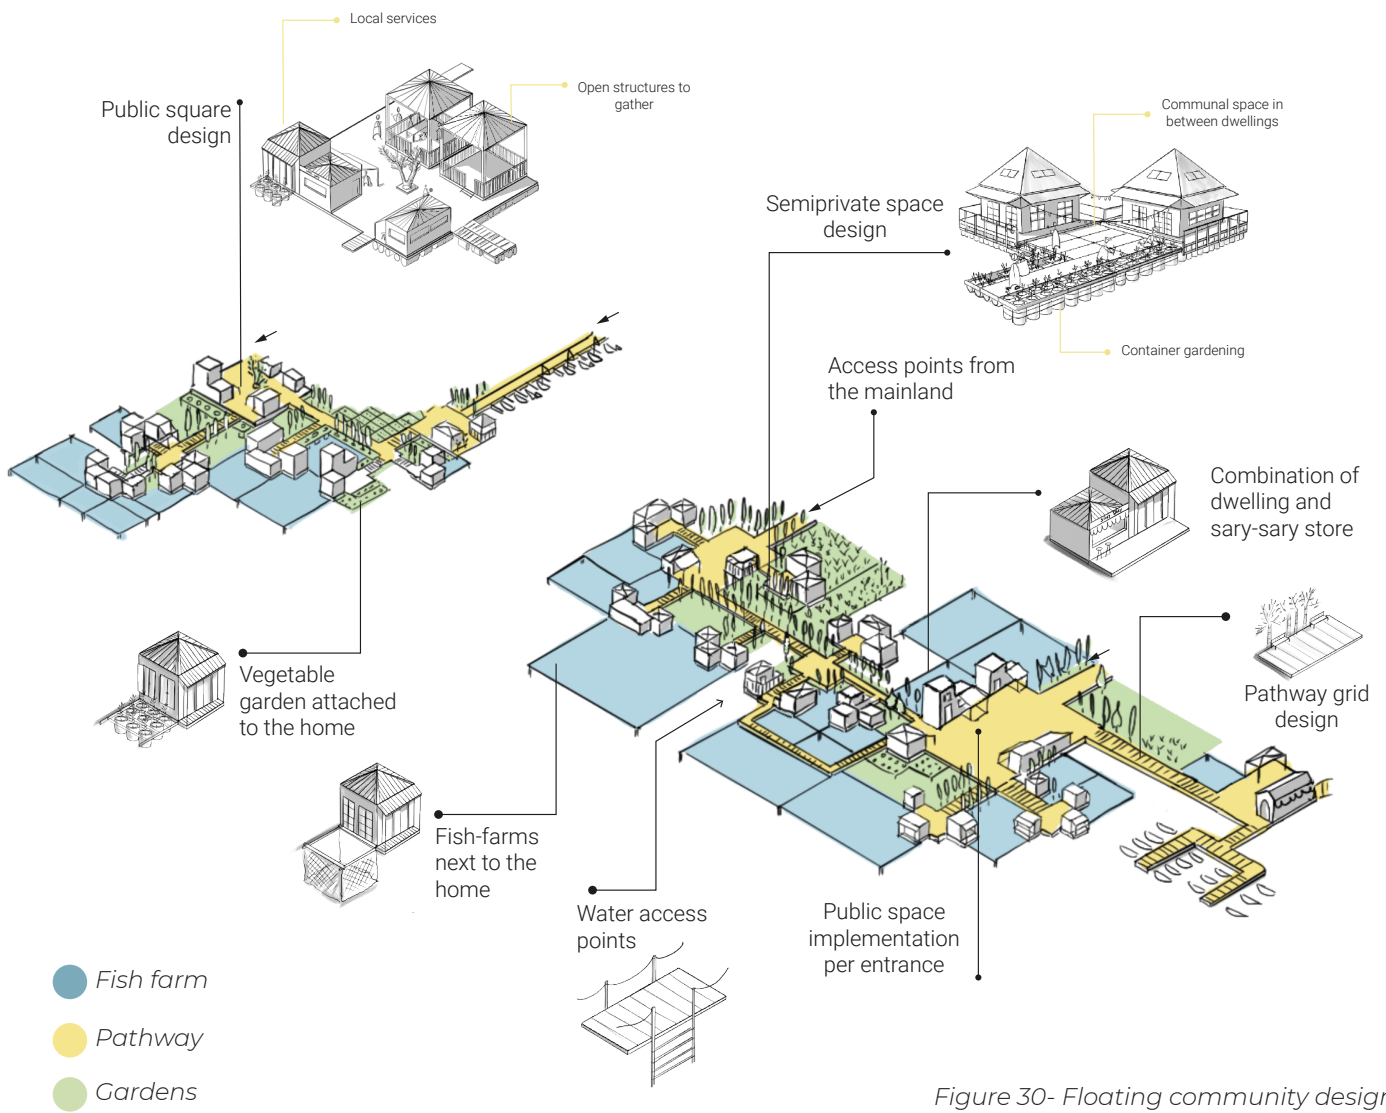 Local services
Open structures to
gather
Public square
design
Communal space in
between dwellings
Semiprivate space
design
Container gardening
Access points from
the mainland
Combination of
dwelling and
sary-sary store
Pathway grid
design
Vegetable
garden attached
to the home
Fish-farms
next to the
home
Water access
points
Public space
implementation
per entrance
Fish farm
Pathway
Gardens
Figure 30- Floating community design